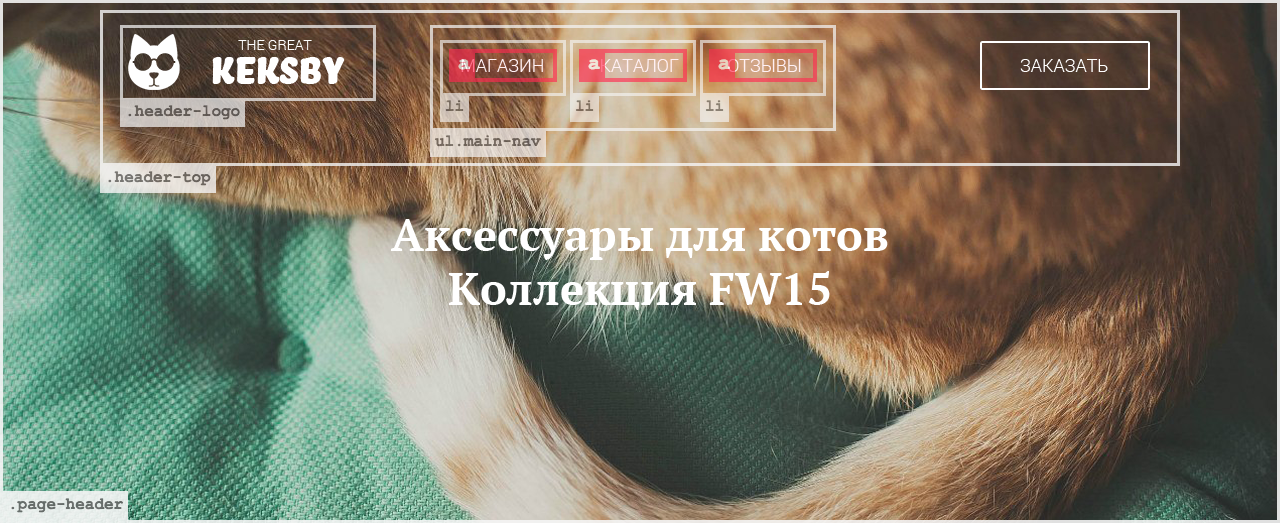 THE GREAT
KEKSBY
МАГАЗИН
КАТАЛОГ
ОТЗЫВЫ
ЗАКАЗАТЬ
a
a
a
li
li
li
.header-logo
ul.main-nav
.header-top
Аксессуары для котов
Коллекция FW15
.page-header